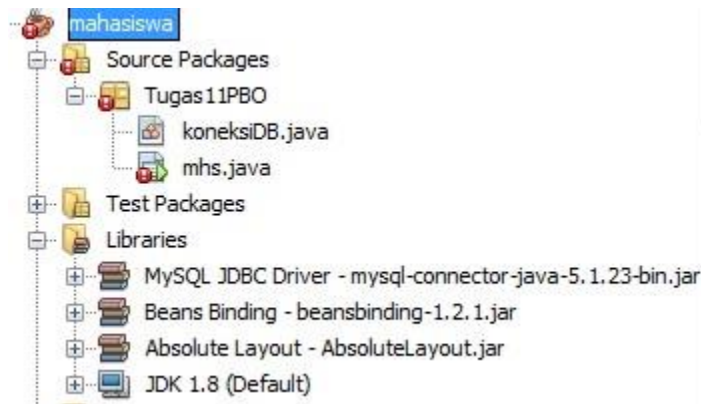 mahasiswa
Source Packages
Tugas11PBO
koneksiDB.java
mhs.java
Test Packages
Libraries
MySQL JDBC Driver - mysql-connector-java-5.1.23-bin.jar
Beans Binding - beansbinding-1.2.1.jar
Absolute Layout - AbsoluteLayout.jar
JDK 1.8 (Default)